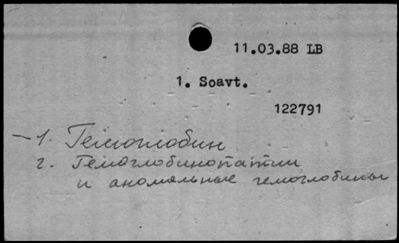 11.03.88 LB
1. Soavt.
122791
– 1. Гемоглобин
2. Гемоглобинопатии
и аномальные гемоглобины